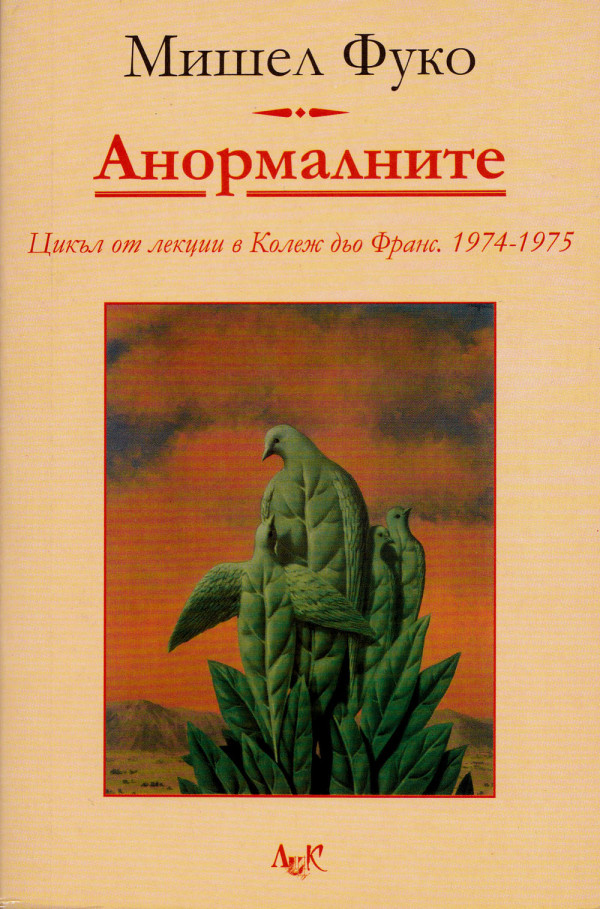 Мишел Фуко
Анормалните
Цикъл от лекции в Колеж дьо Франс. 1974-1975
ЛиК